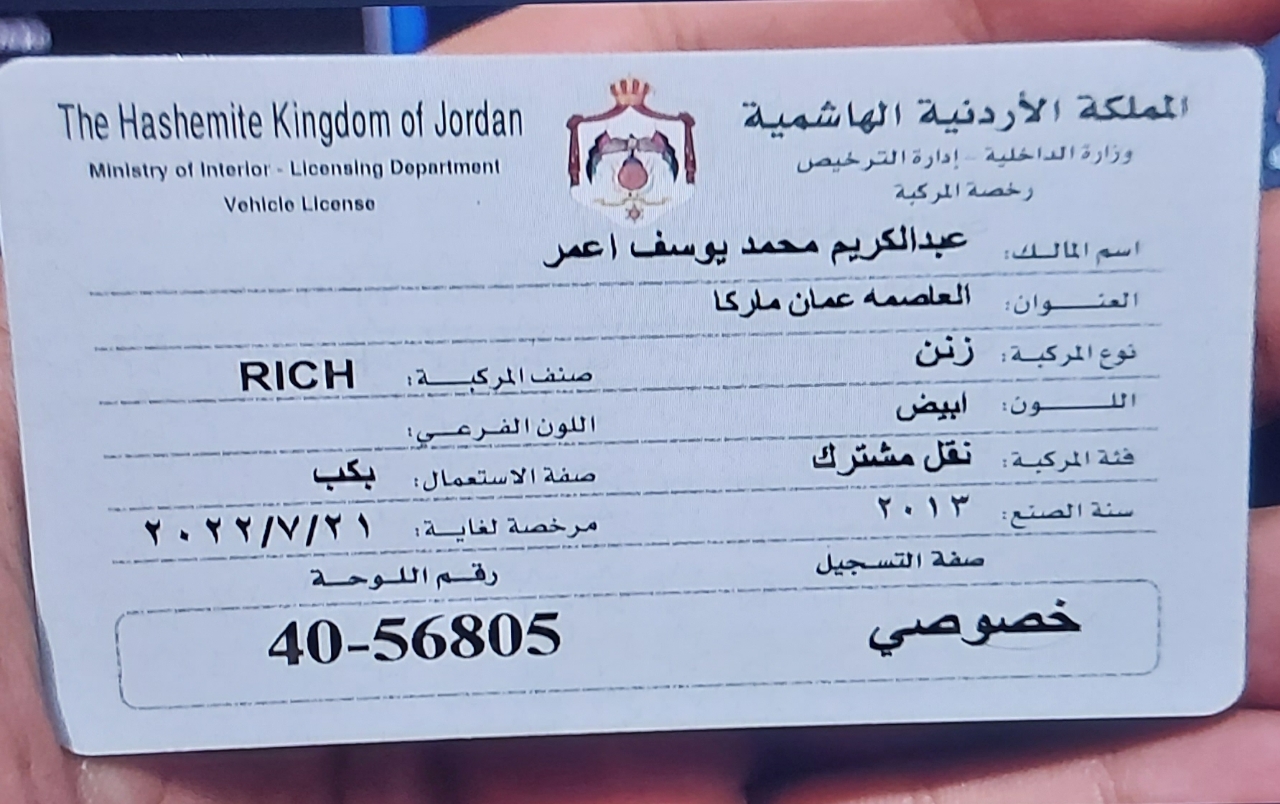 المملكة الأردنية الهاشمية
The Hashemite Kingdom of Jordan
وزارة الداخلية - إدارة الترخيص
Ministry of Interior - Licensing Department
رخصة المركبة
Vehicle License
اسم المالك: عبدالكريم محمد يوسف اعمر
العنوان: العاصمه عمان ماركا
نوع المركبة: زنن صنف المركبة: RICH
اللون: ابيض اللون الفرعي:
فئة المركبة: نقل مشترك صفة الاستعمال: بكب
سنة الصنع: ٢٠١٣ مرخصة لغاية: ٢٠٢٢/٧/٢١
صفة التسجيل رقم اللوحة
خصوصي 40-56805